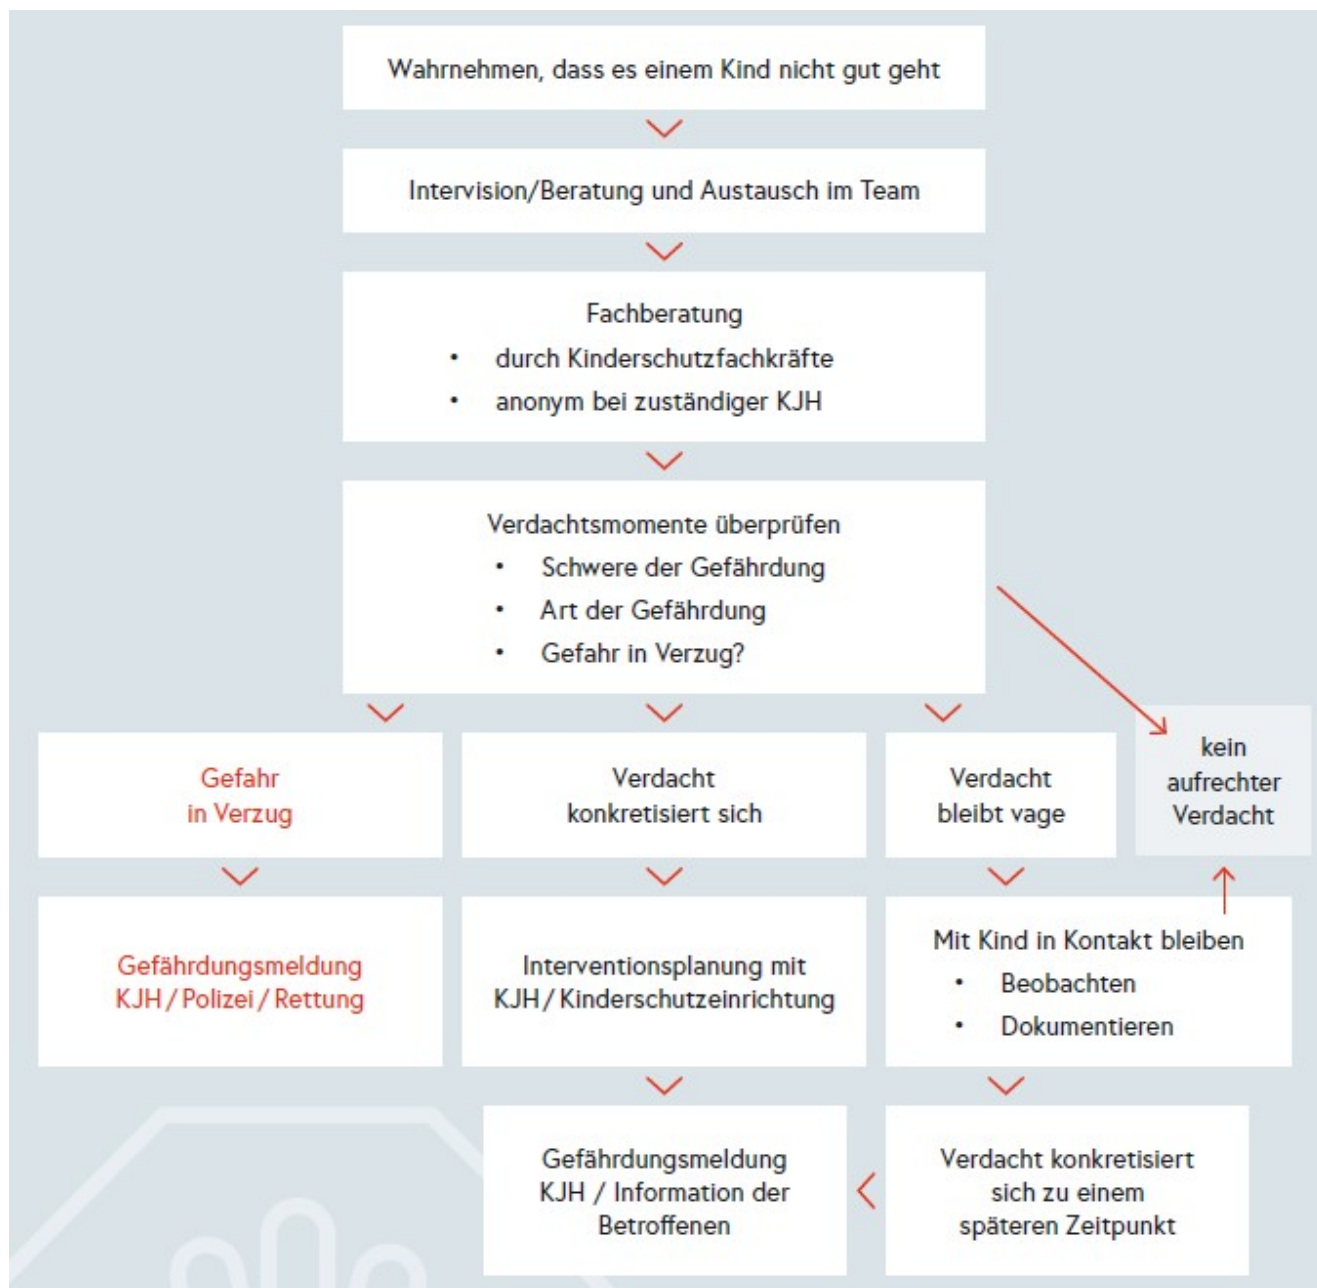 Wahrnehmen, dass es einem Kind nicht gut geht
Intervision/Beratung und Austausch im Team
Fachberatung
• durch Kinderschutzfachkräfte
• anonym bei zuständiger KJH
Verdachtsmomente überprüfen
• Schwere der Gefährdung
• Art der Gefährdung
• Gefahr in Verzug?
Gefahr
in Verzug
Verdacht
konkretisiert sich
Verdacht
bleibt vage
kein
aufrechter
Verdacht
Gefährdungsmeldung
KJH / Polizei / Rettung
Interventionsplanung mit
KJH / Kinderschutzeinrichtung
Mit Kind in Kontakt bleiben
• Beobachten
• Dokumentieren
Gefährdungsmeldung
KJH / Information der
Betroffenen
Verdacht konkretisiert
sich zu einem
späteren Zeitpunkt